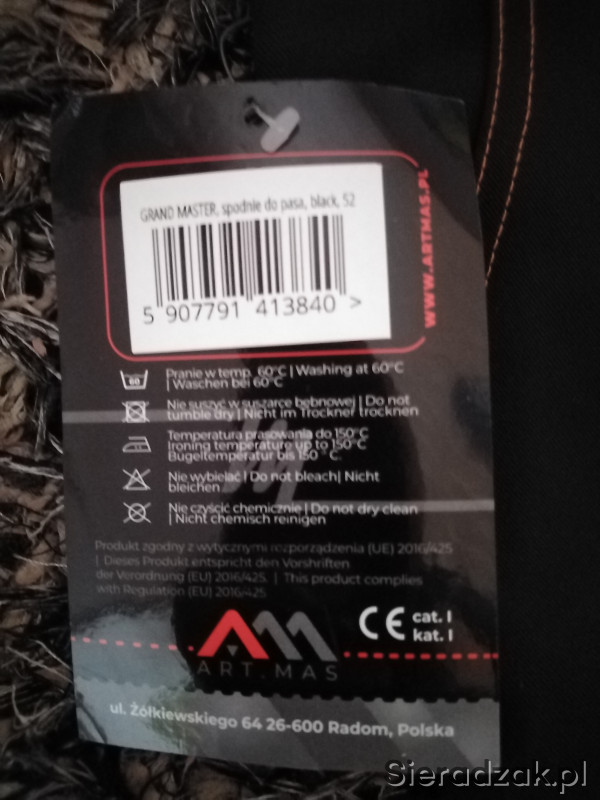 GRAND MASTER, spodnie do pasa, black, 52
5 907791 413840 >
WWW.ARTMAS.PL
60
Pranie w temp. 60°C | Washing at 60°C
| Waschen bei 60°C
Nie suszyć w suszarce bębnowej | Do not
tumble dry | Nicht im Trockner trocknen
Temperatura prasowania do 150°C
Ironing temperature up to 150°C
Bügeltemperatur bis 150°C
Nie wybielać | Do not bleach| Nicht
bleichen
Nie czyścić chemicznie | Do not dry clean
| Nicht chemisch reinigen
Produkt zgodny z wytycznymi rozporządzenia (UE) 2016/425
| Dieses Produkt entspricht den Vorshriften
der Verordnung (EU) 2016/425. | This product complies
with Regulation (EU) 2016/425
CE cat. I
kat. I
ART.MAS
ul. Żółkiewskiego 64 26-600 Radom, Polska
Sieradzak.pl